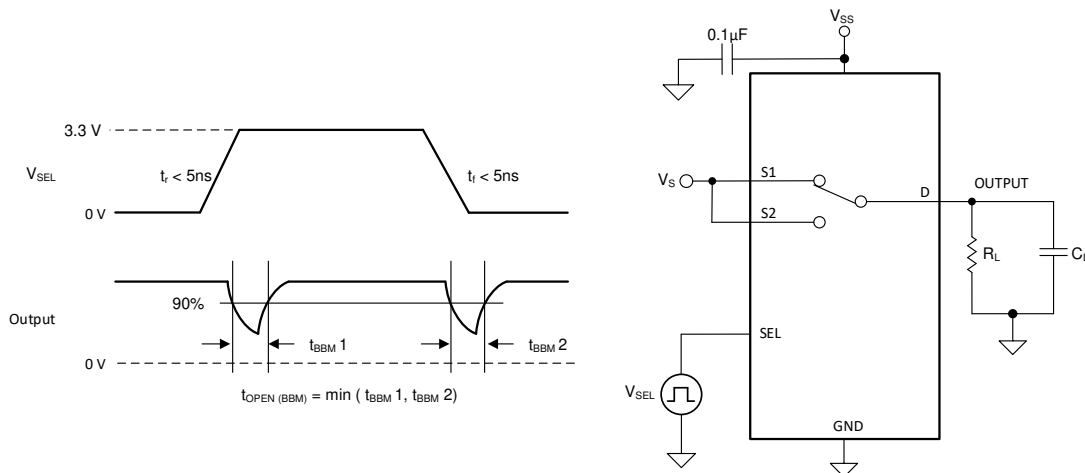 3.3 V
V_SEL
t_r < 5ns
t_f < 5ns
0 V
90%
Output
t_BBM 1
t_BBM 2
0 V
t_OPEN (BBM) = min ( t_BBM 1, t_BBM 2)
V_SS
0.1µF
V_S
S1
S2
D
OUTPUT
R_L
C_L
SEL
V_SEL
GND